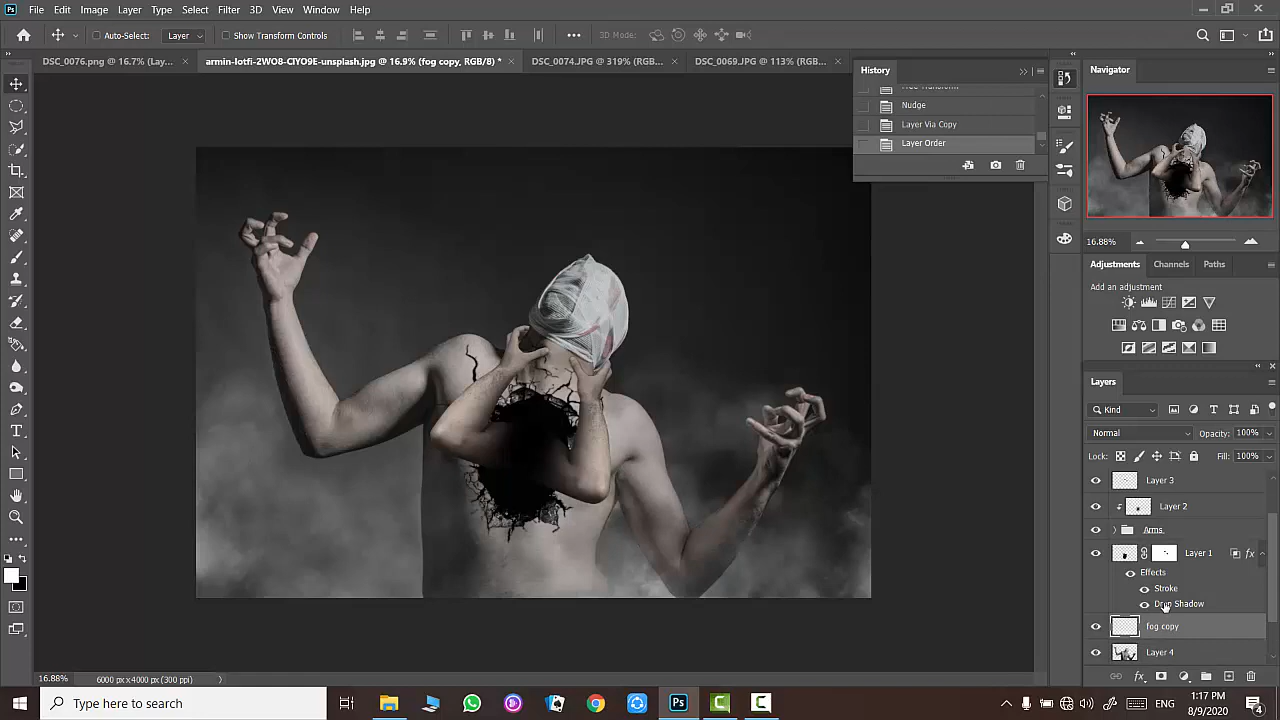 File Edit Image Layer Type Select Filter 3D View Window Help
Auto-Select: Layer Show Transform Controls 3D Mode:
DSC_0076.png @ 16.7% (Lay... × armin-lotfi-2WO8-CIYO9E-unsplash.jpg @ 16.9% (fog copy, RGB/8) * × DSC_0074.JPG @ 319% (RGB... × DSC_0069.JPG @ 113% (RGB... ×
History
Free Transform
Nudge
Layer Via Copy
Layer Order
Navigator
16.88%
Adjustments Channels Paths
Add an adjustment
Layers
Kind
Normal Opacity: 100%
Lock: Fill: 100%
Layer 3
Layer 2
Arms
Layer 1 fx
Effects
Stroke
Drop Shadow
fog copy
Layer 4
16.88% 6000 px x 4000 px (300 ppi)
Type here to search
ENG
1:17 PM
8/9/2020